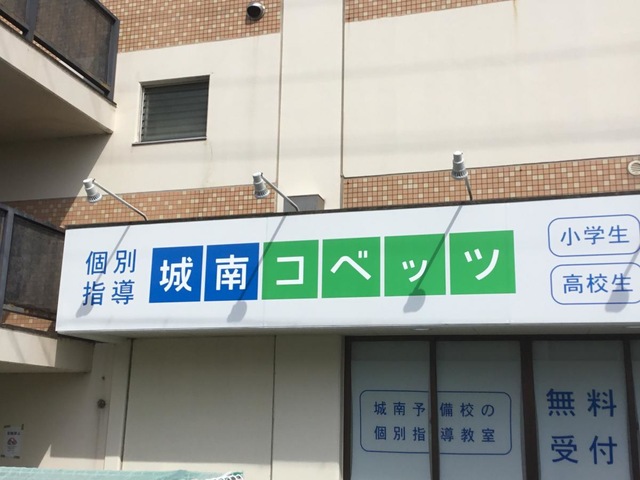 個別
指導
城南コベッツ
小学生
高校生
城南予備校の
個別指導教室
無料
受付